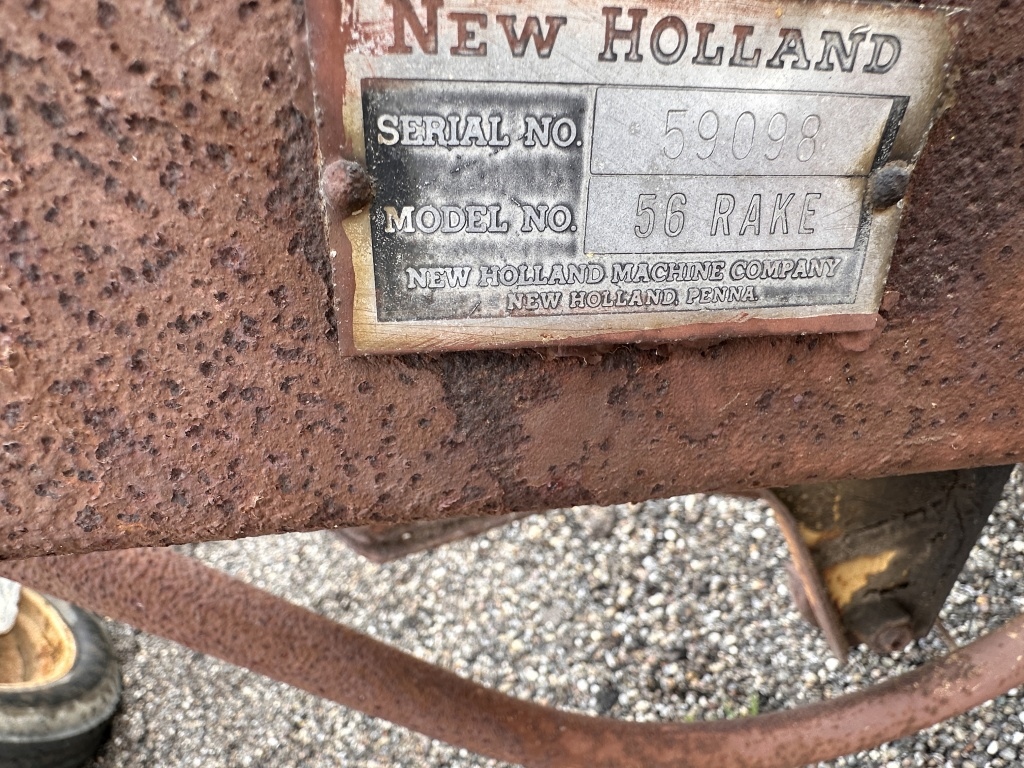 NEW HOLLAND
SERIAL NO. 59098
MODEL NO. 56 RAKE
NEW HOLLAND MACHINE COMPANY
NEW HOLLAND, PENNA.